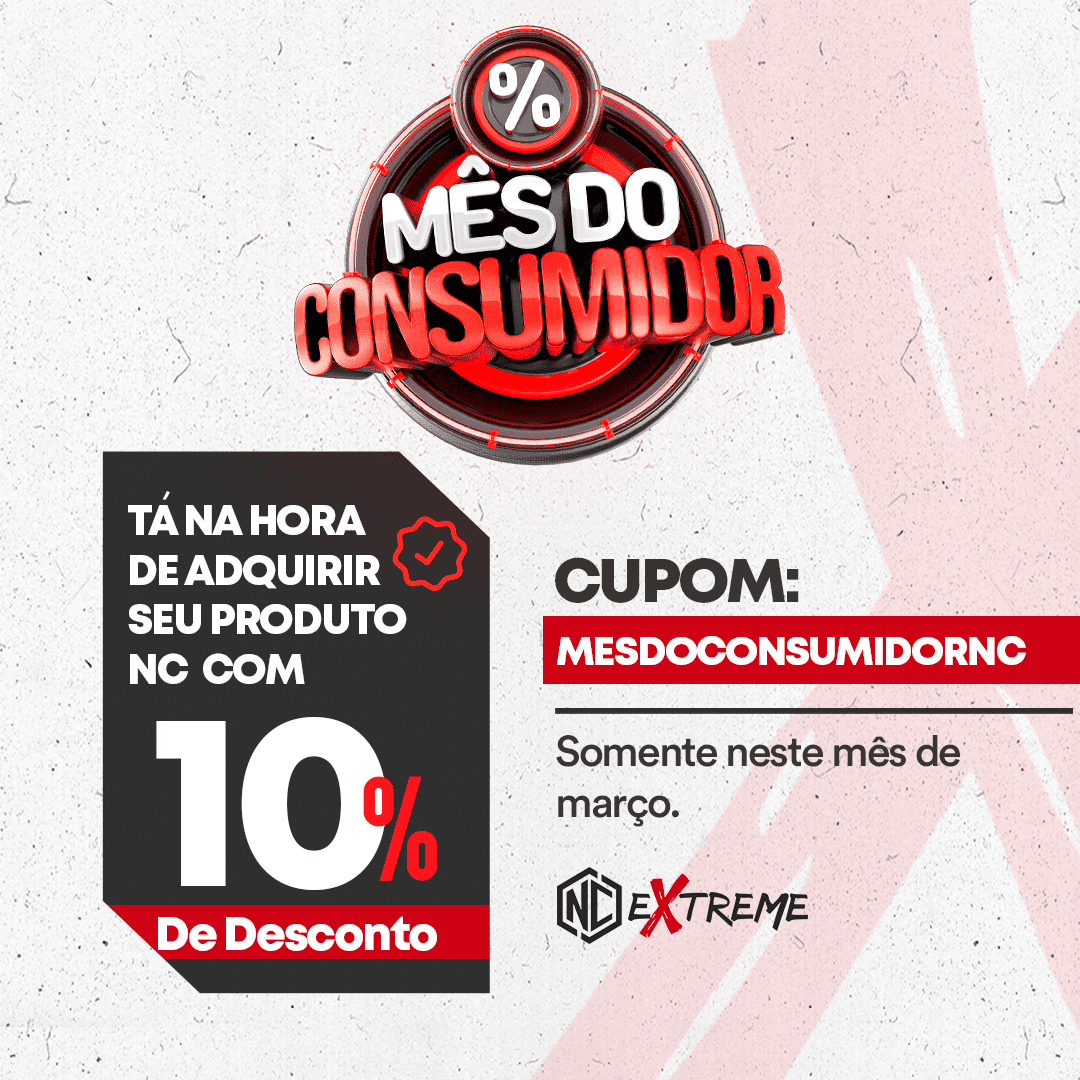 %
MÊS DO
CONSUMIDOR
TÁ NA HORA
DE ADQUIRIR
SEU PRODUTO
NC COM
10%
De Desconto
CUPOM:
MESDOCONSUMIDORNC
Somente neste mês de
março.
NC EXTREME